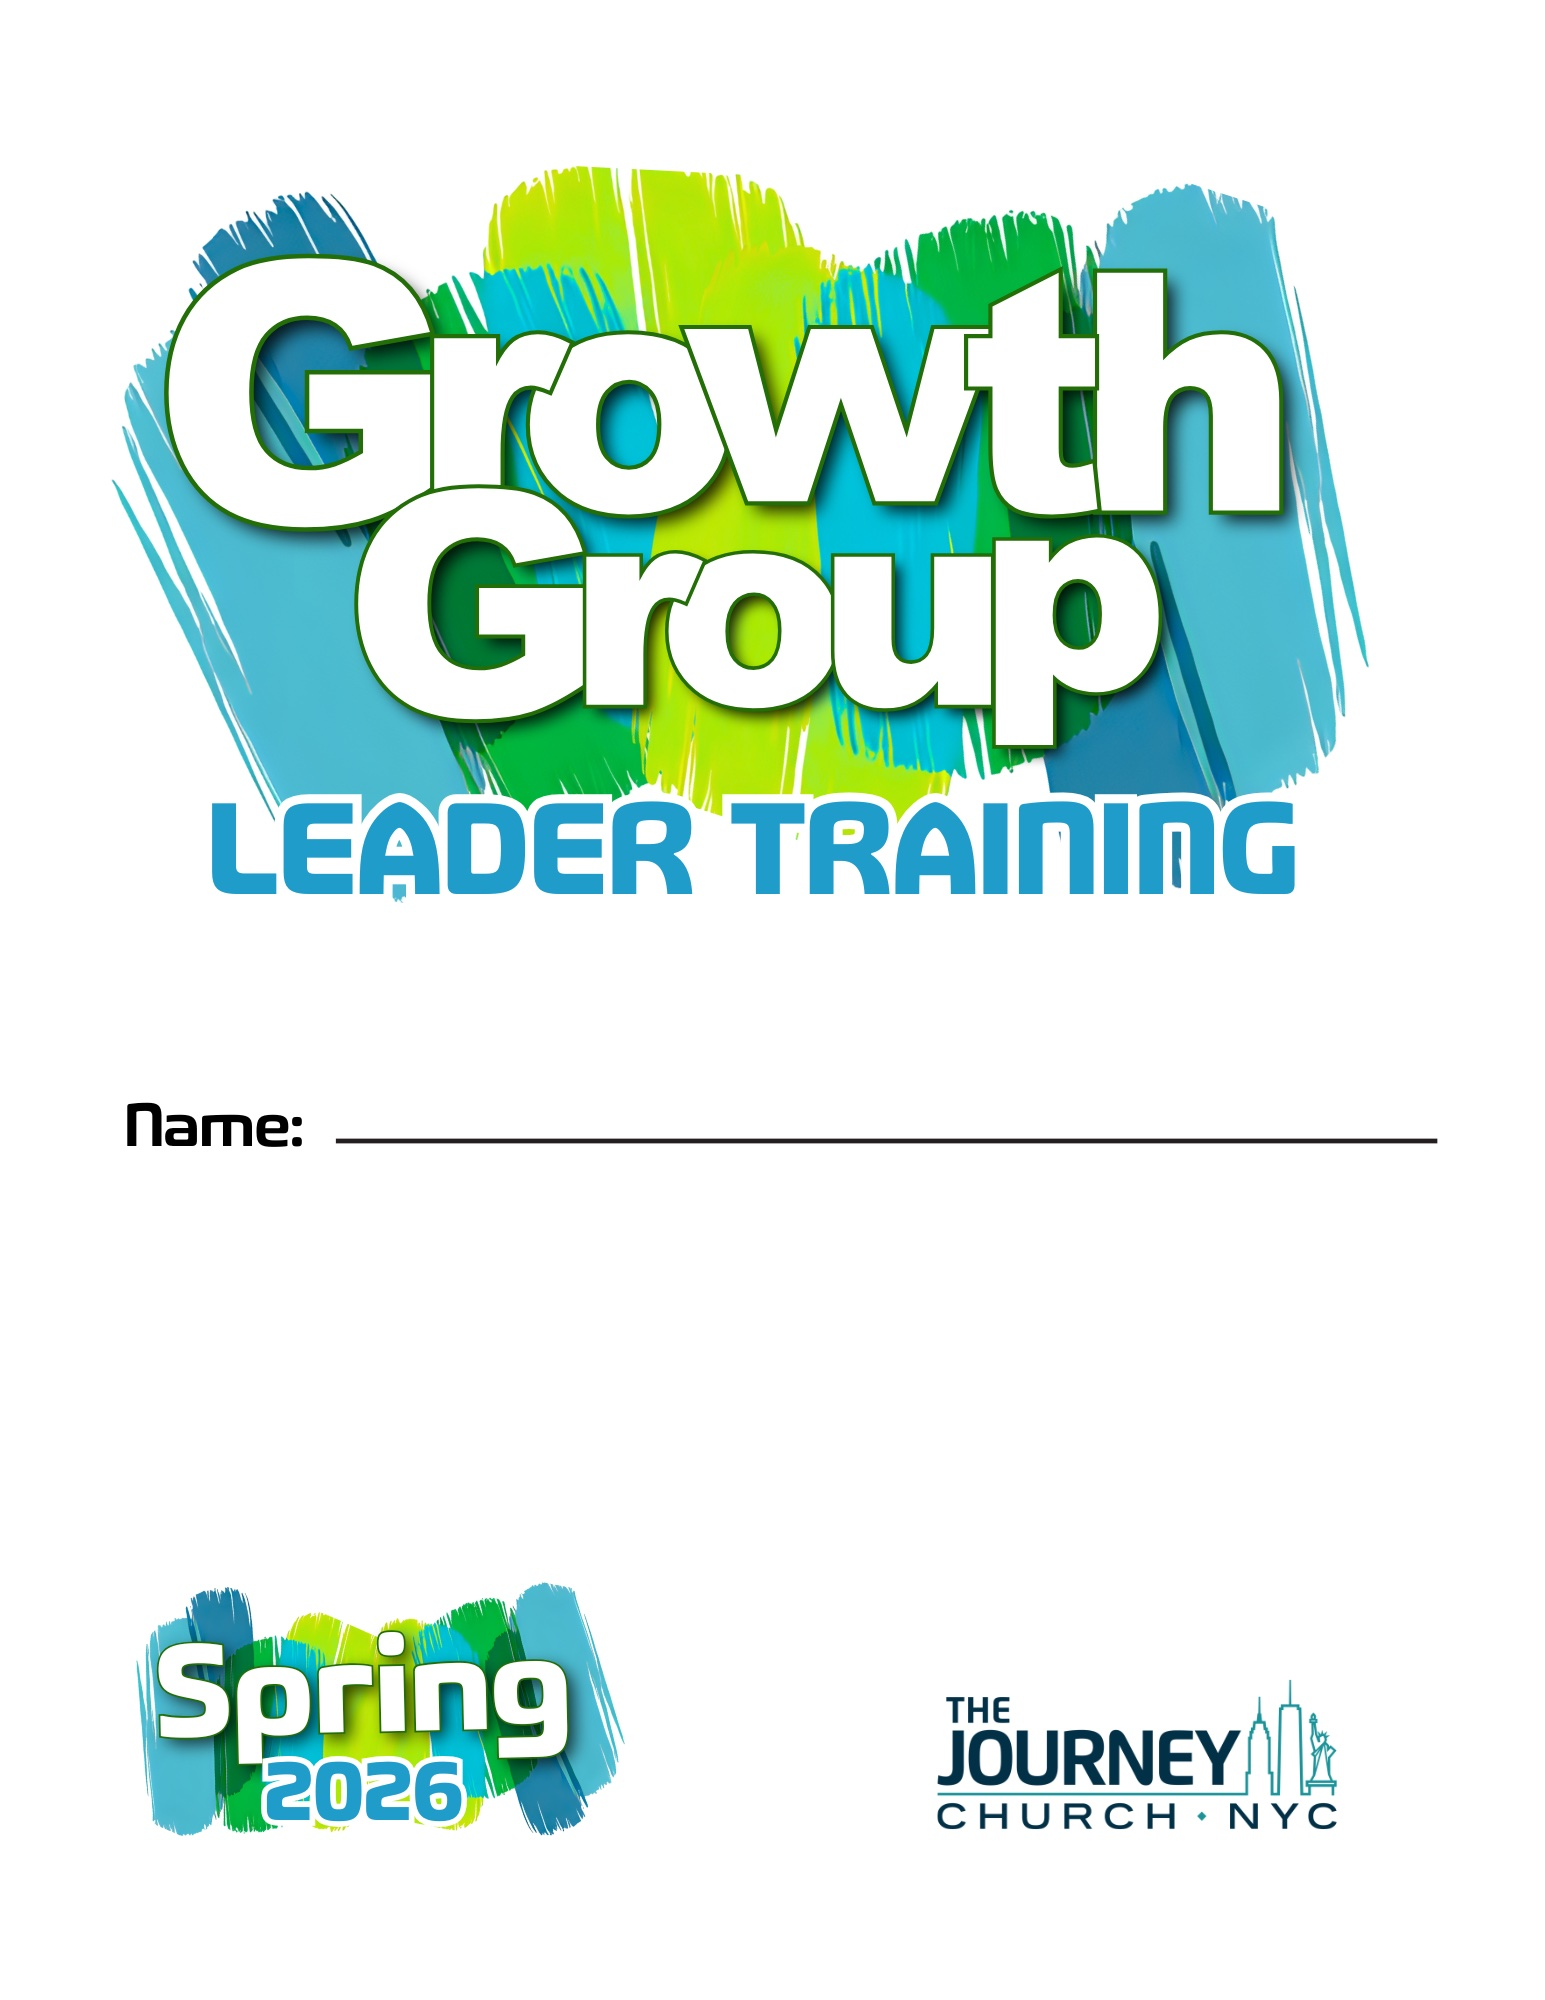 Growth
Group
LEADER TRAINING
Name:
Spring
2026
THE
JOURNEY
CHURCH · NYC